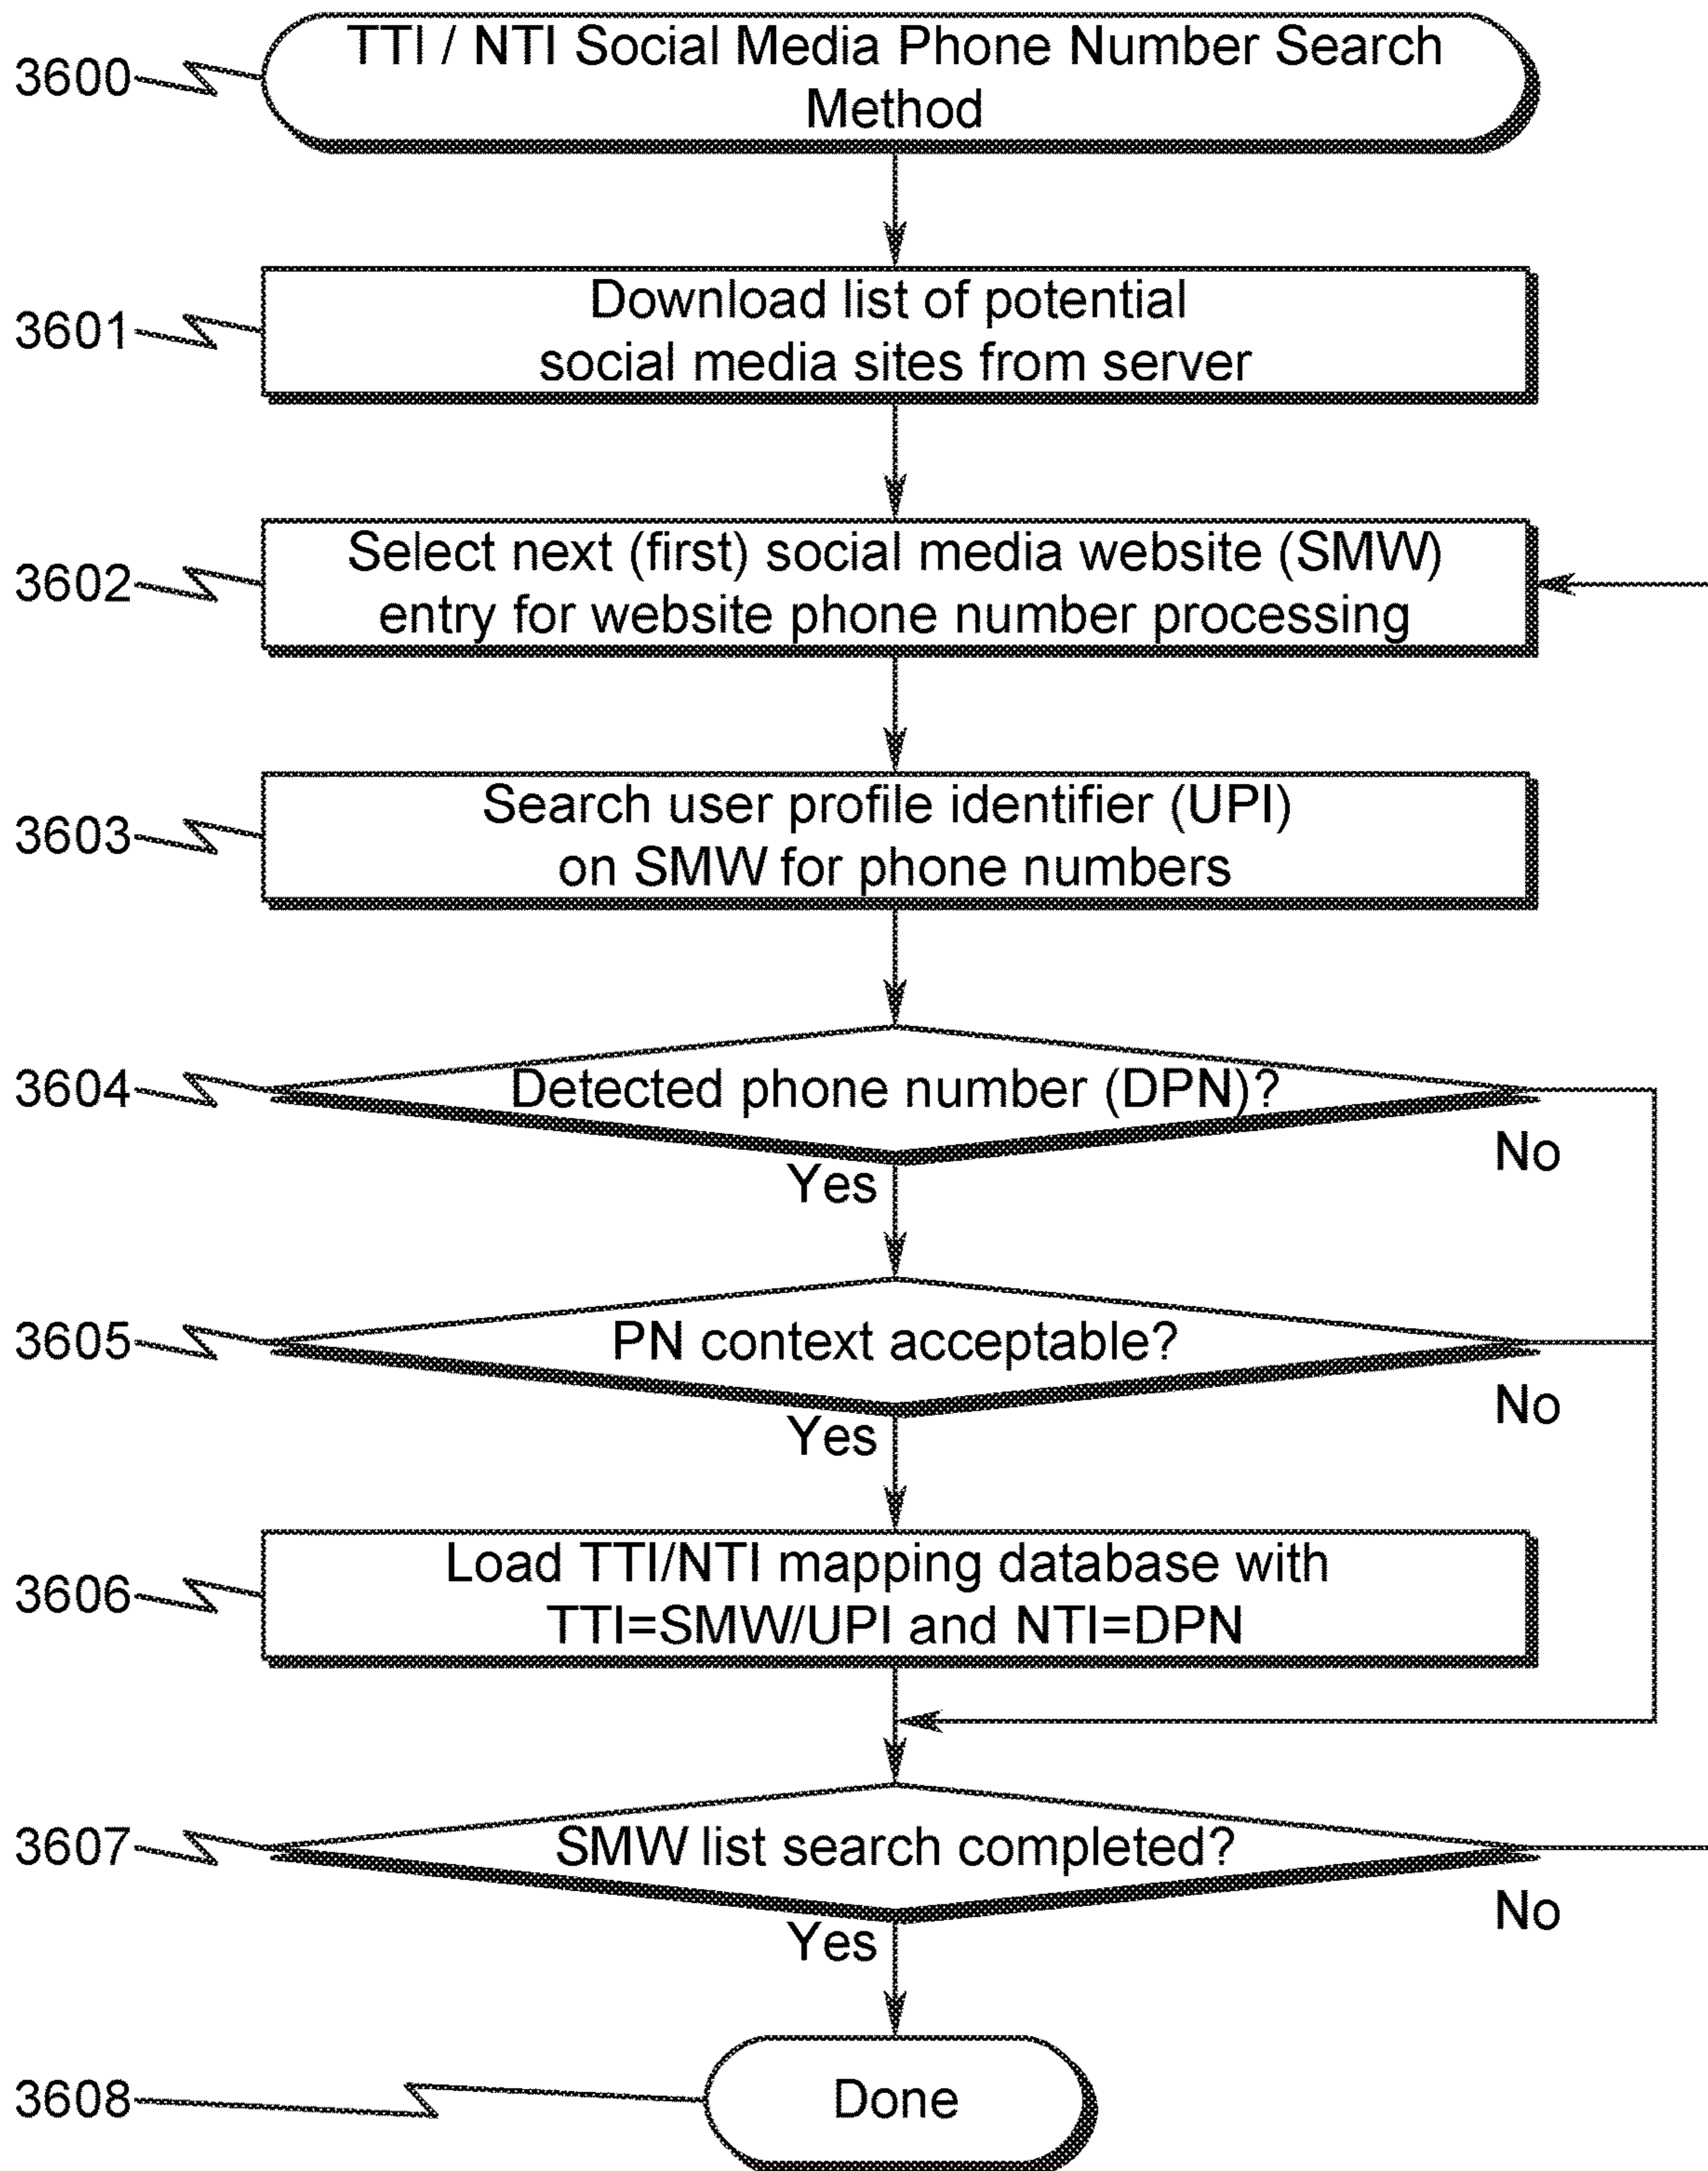 3600
TTI / NTI Social Media Phone Number Search
Method
3601
Download list of potential
social media sites from server
3602
Select next (first) social media website (SMW)
entry for website phone number processing
3603
Search user profile identifier (UPI)
on SMW for phone numbers
3604
Detected phone number (DPN)?
No
Yes
3605
PN context acceptable?
No
Yes
3606
Load TTI/NTI mapping database with
TTI=SMW/UPI and NTI=DPN
3607
SMW list search completed?
No
Yes
3608
Done